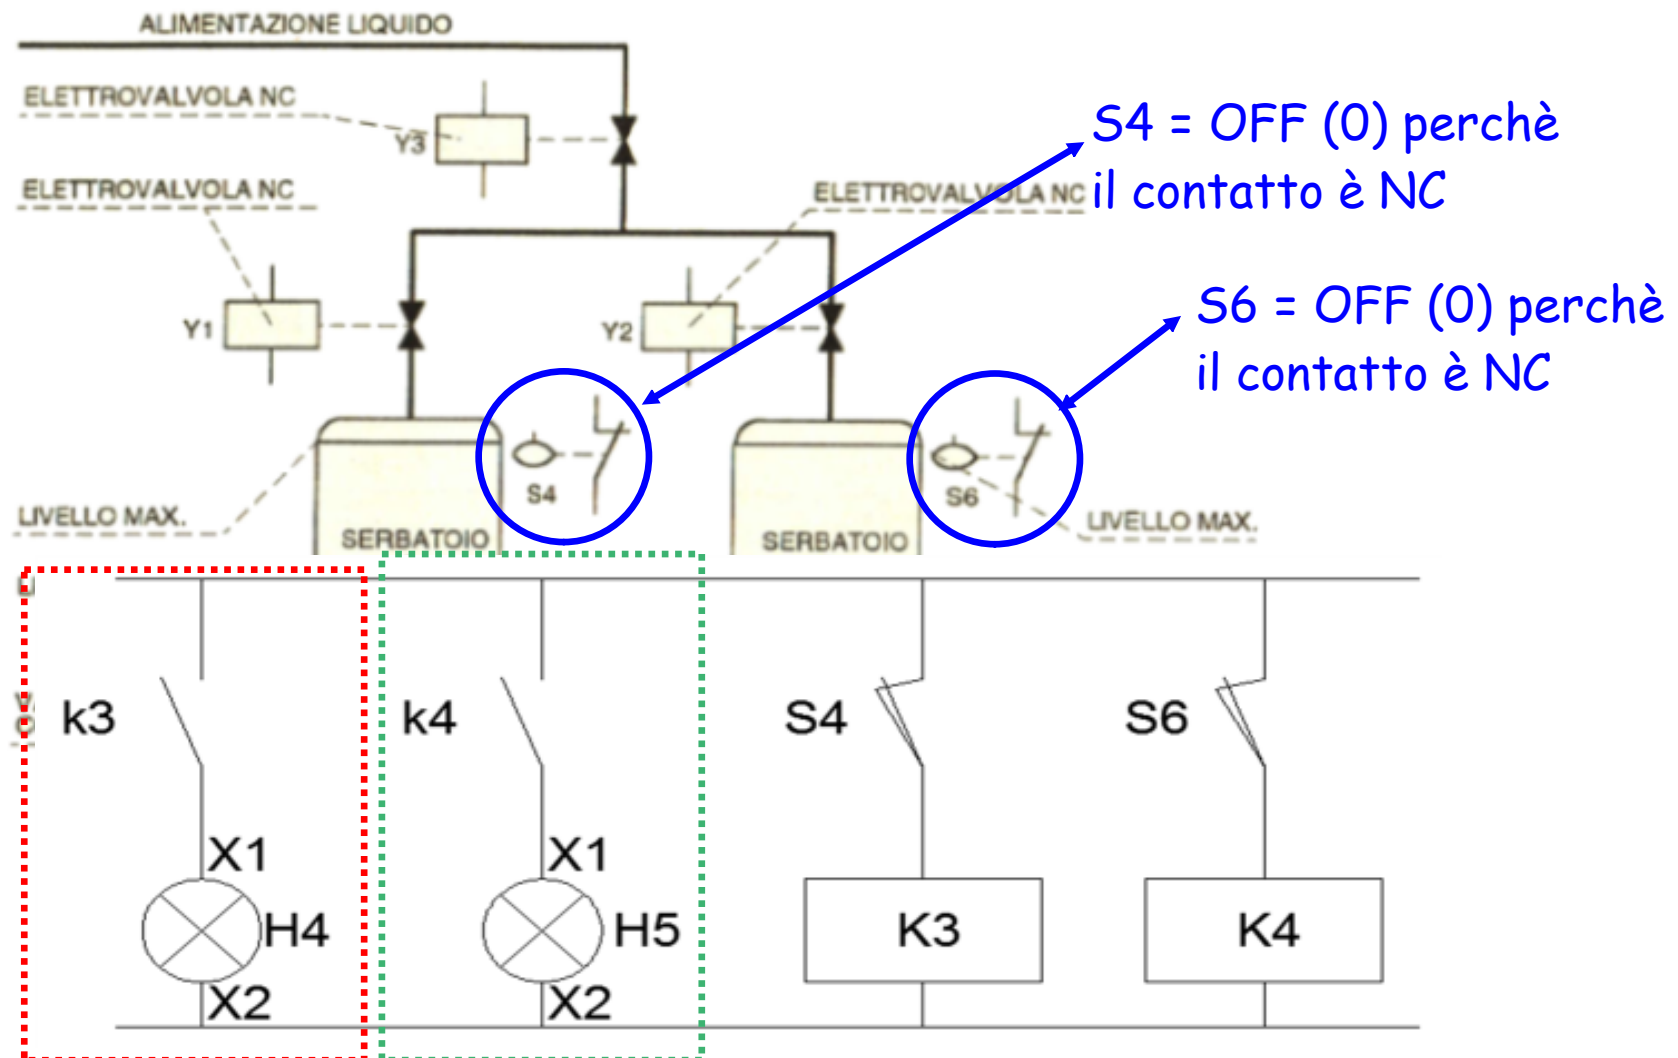 ALIMENTAZIONE LIQUIDO
ELETTROVALVOLA NC
Y3
S4 = OFF (0) perchè
il contatto è NC
ELETTROVALVOLA NC
ELETTROVALVOLA NC
Y1
Y2
S6 = OFF (0) perchè
il contatto è NC
S4
S6
LIVELLO MAX.
LIVELLO MAX.
SERBATOIO
SERBATOIO
k3
k4
S4
S6
X1
X1
H4
H5
K3
K4
X2
X2